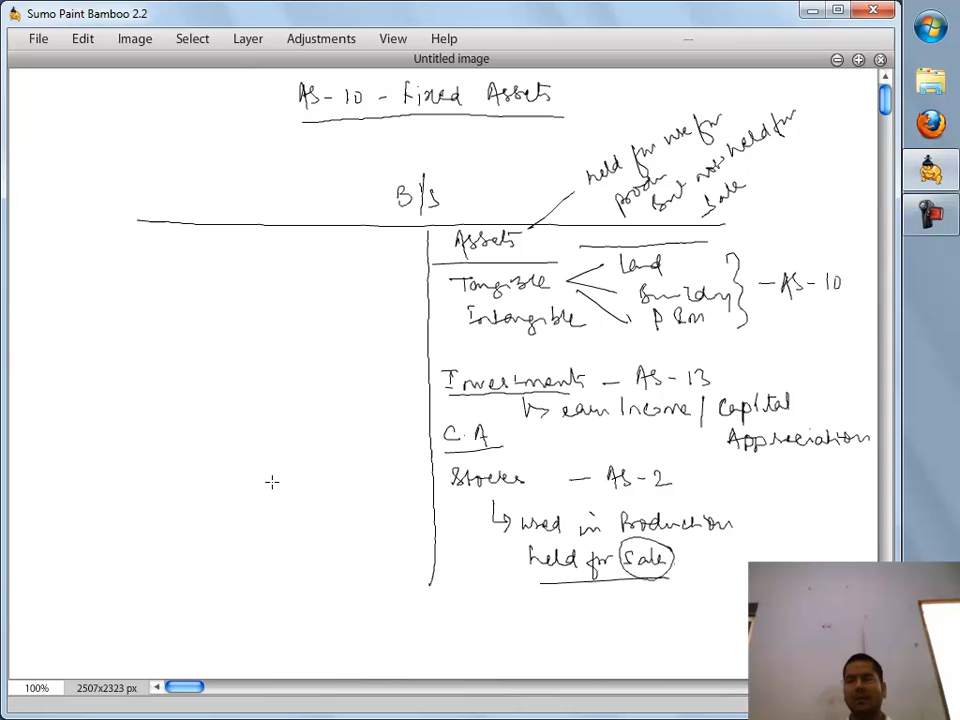 Sumo Paint Bamboo 2.2
File Edit Image Select Layer Adjustments View Help
Untitled image
AS-10 - Fixed Assets
held for use for
produ
But not held for
Sale
B/S
Assets
Tangible
Land
Building
P & M
- AS-10
Intangible
Investments - AS-13
earn Income / Capital
Appreciation
C.A
Stocks - AS-2
used in Production
held for Sale
100% 2507x2323 px